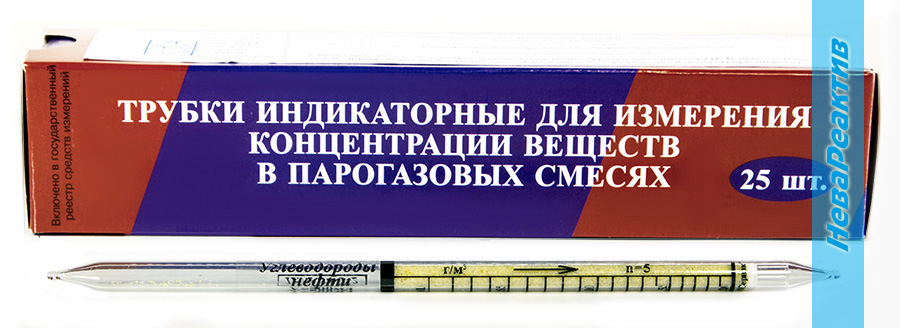 Включено в государственный
реестр средств измерений
ТРУБКИ ИНДИКАТОРНЫЕ ДЛЯ ИЗМЕРЕНИЯ
КОНЦЕНТРАЦИИ ВЕЩЕСТВ
В ПАРОГАЗОВЫХ СМЕСЯХ
25 шт.
НеваРеактив
Углеводороды
нефти
г/м³
n=5